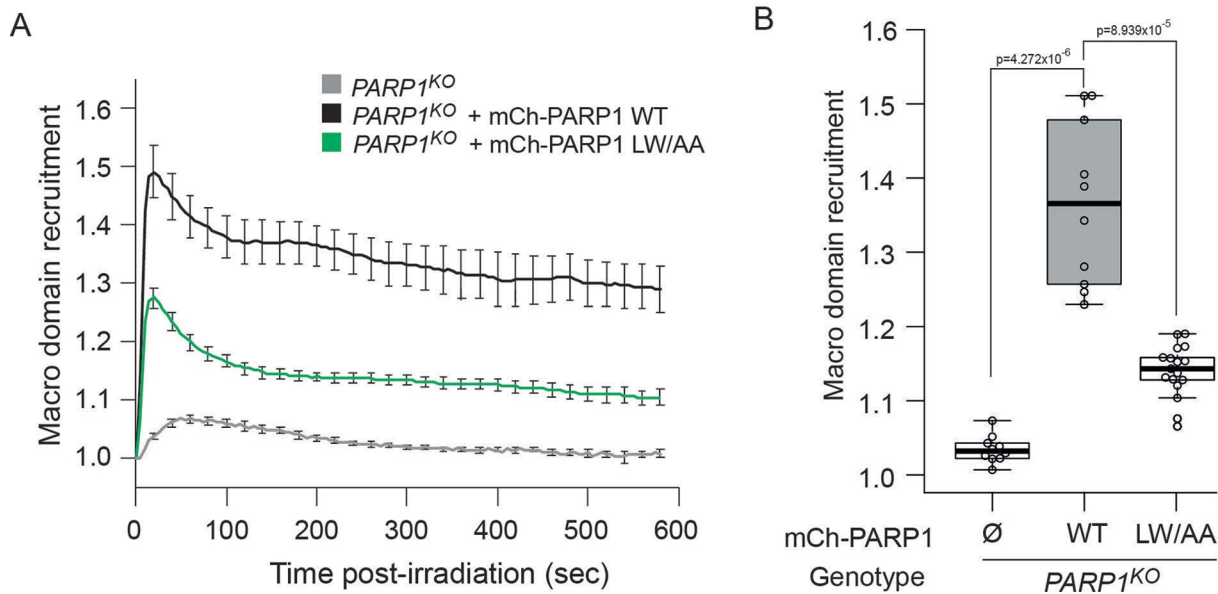 A
PARP1KO
PARP1KO + mCh-PARP1 WT
PARP1KO + mCh-PARP1 LW/AA
Macro domain recruitment
1.6
1.5
1.4
1.3
1.2
1.1
1.0
0 100 200 300 400 500 600
Time post-irradiation (sec)
B
p=4.272x10-6
p=8.939x10-5
Macro domain recruitment
1.6
1.5
1.4
1.3
1.2
1.1
1.0
mCh-PARP1 Ø WT LW/AA
Genotype PARP1KO